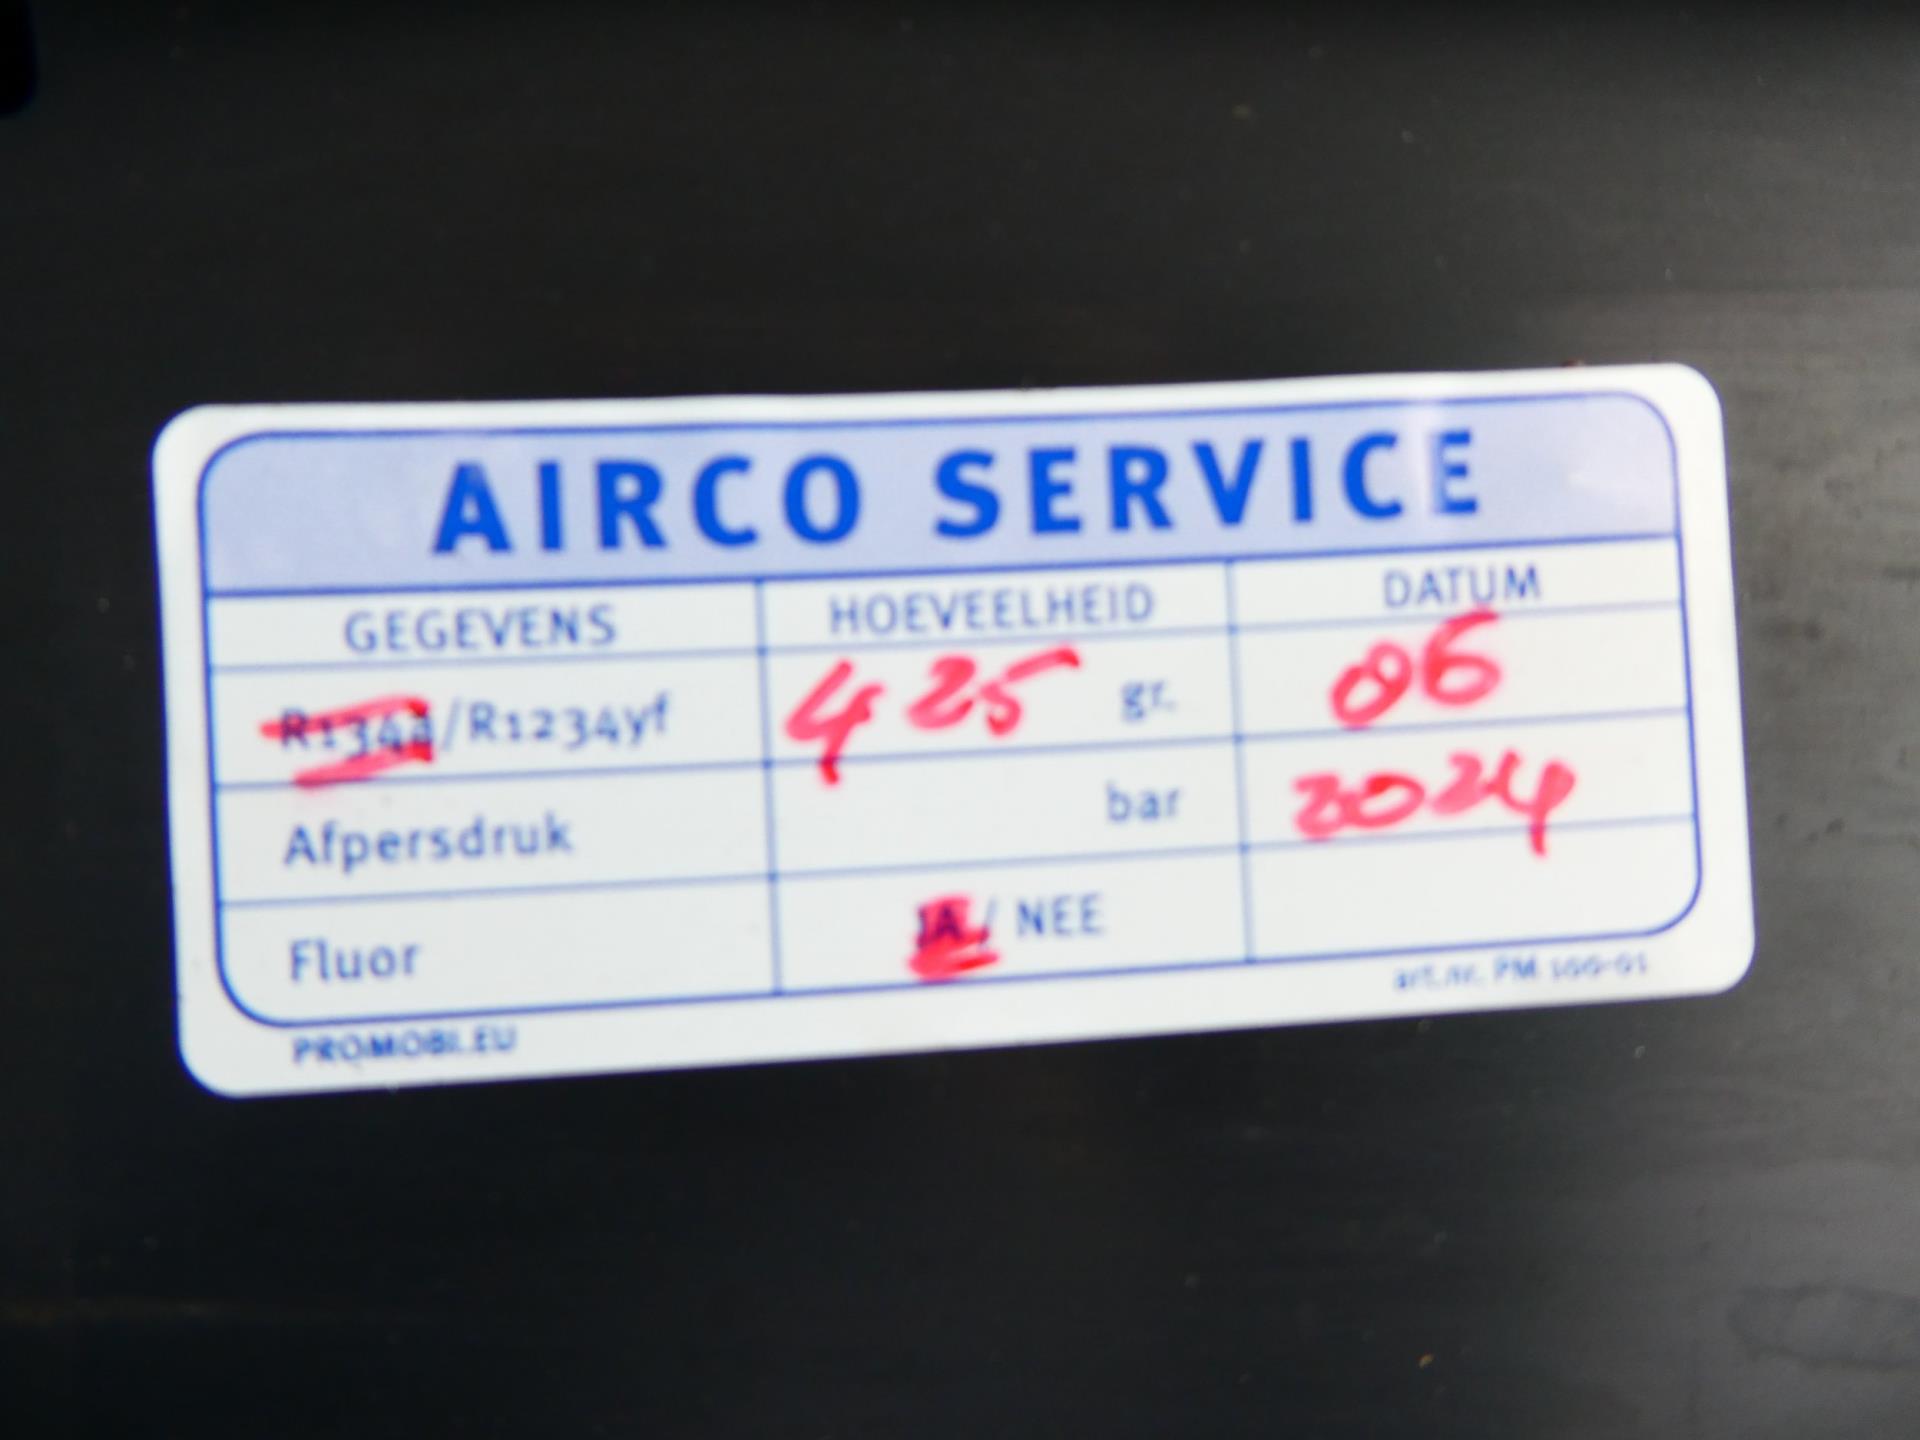 AIRCO SERVICE
GEGEVENS HOEVEELHEID DATUM
R134a/R1234yf 425 gr. 06
Afpersdruk bar 2024
Fluor JA / NEE
PROMOBI.EU art.nr. PM 100-01